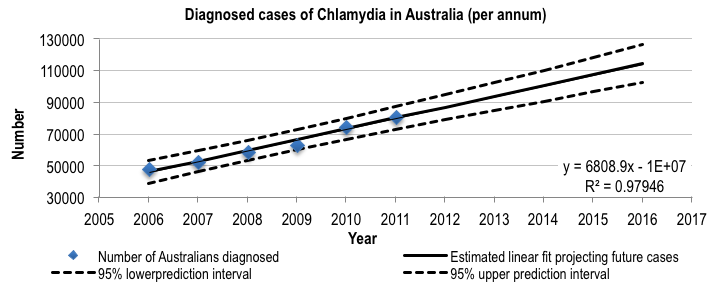 Diagnosed cases of Chlamydia in Australia (per annum)
130000
110000
90000
70000
50000
30000
Number
y = 6808.9x - 1E+07
R² = 0.97946
2005 2006 2007 2008 2009 2010 2011 2012 2013 2014 2015 2016 2017
Year
Number of Australians diagnosed
Estimated linear fit projecting future cases
95% lowerprediction interval
95% upper prediction interval